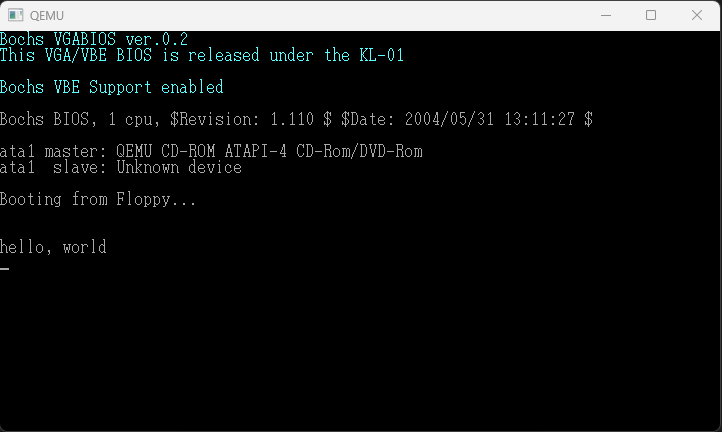 QEMU
Bochs VGABIOS ver.0.2
This VGA/VBE BIOS is released under the KL-01
Bochs VBE Support enabled
Bochs BIOS, 1 cpu, $Revision: 1.110 $ $Date: 2004/05/31 13:11:27 $
ata1 master: QEMU CD-ROM ATAPI-4 CD-Rom/DVD-Rom
ata1  slave: Unknown device
Booting from Floppy...
hello, world